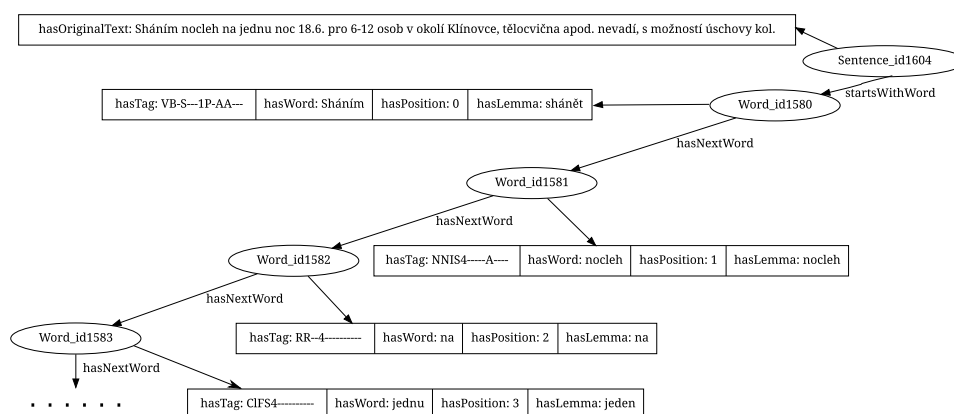 hasOriginalText: Sháním nocleh na jednu noc 18.6. pro 6-12 osob v okolí Klínovce, tělocvična apod. nevadí, s možností úschovy kol.
Sentence_id1604
startsWithWord
hasTag: VB-S---1P-AA--- hasWord: Sháním hasPosition: 0 hasLemma: shánět
Word_id1580
hasNextWord
Word_id1581
hasNextWord
hasTag: NNIS4-----A---- hasWord: nocleh hasPosition: 1 hasLemma: nocleh
Word_id1582
hasNextWord
hasTag: RR--4---------- hasWord: na hasPosition: 2 hasLemma: na
Word_id1583
hasNextWord
. . . . . .
hasTag: ClFS4---------- hasWord: jednu hasPosition: 3 hasLemma: jeden